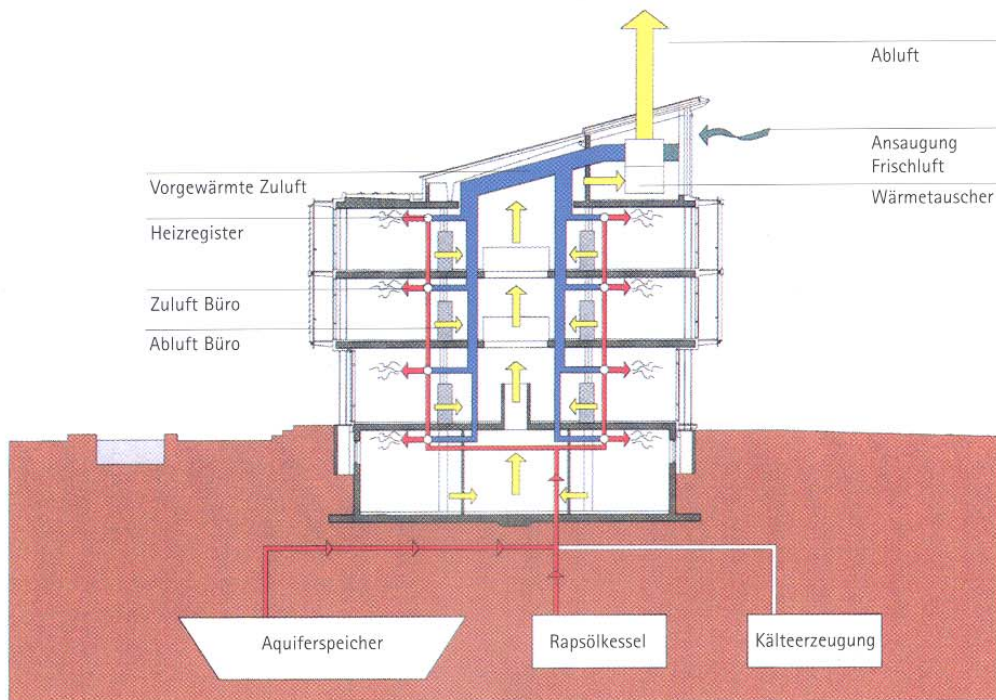 Abluft
Ansaugung
Frischluft
Wärmetauscher
Vorgewärmte Zuluft
Heizregister
Zuluft Büro
Abluft Büro
Aquiferspeicher
Rapsölkessel
Kälteerzeugung